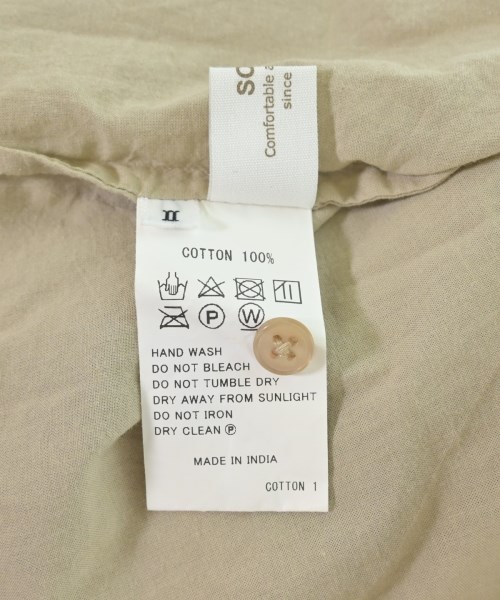 Comfortable
since
II
COTTON 100%
P
W
HAND WASH
DO NOT BLEACH
DO NOT TUMBLE DRY
DRY AWAY FROM SUNLIGHT
DO NOT IRON
DRY CLEAN Ⓟ
MADE IN INDIA
COTTON 1